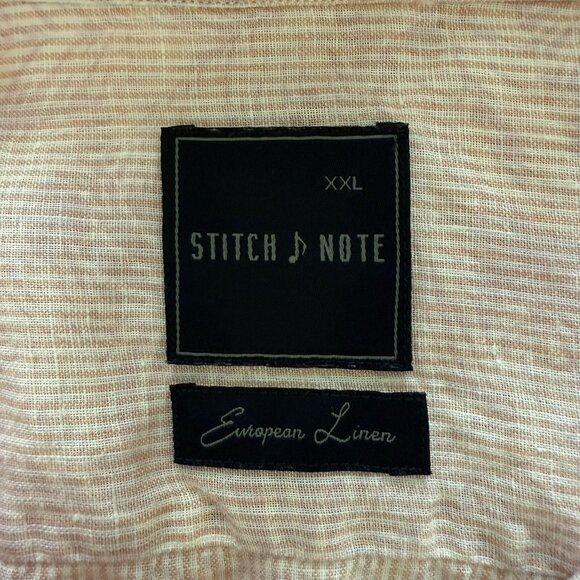 XXL
STITCH ♪ NOTE
European Linen